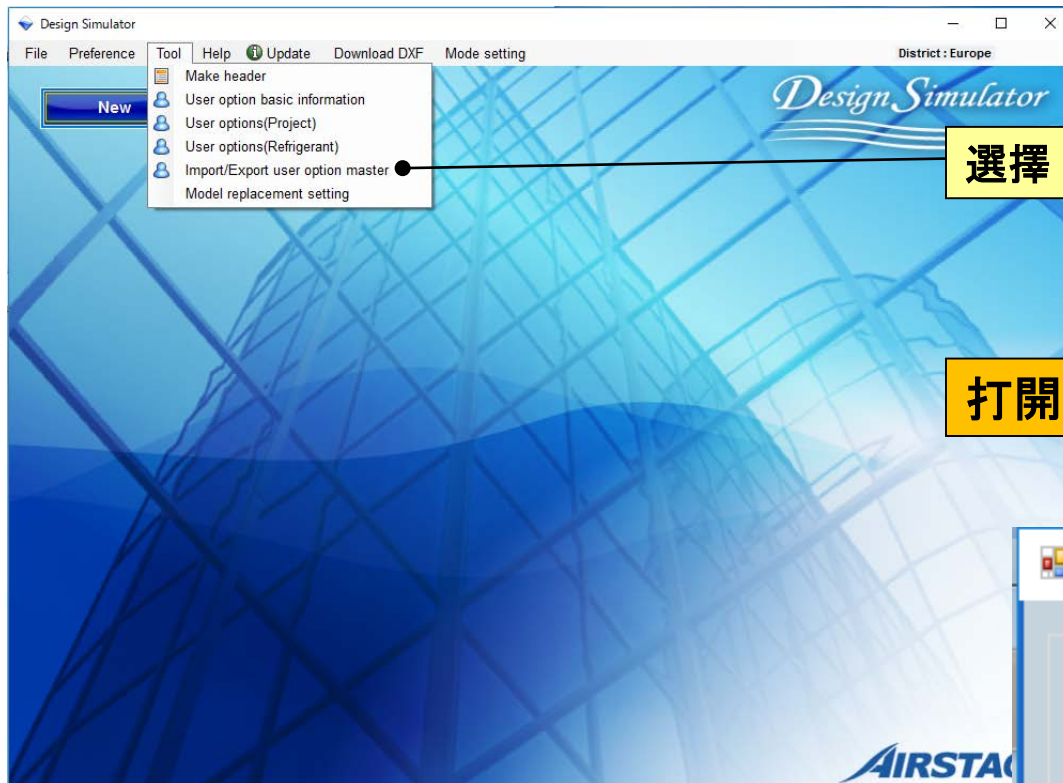 Design Simulator
File Preference Tool Help Update Download DXF Mode setting District : Europe
New
Make header
User option basic information
User options(Project)
User options(Refrigerant)
Import/Export user option master
Model replacement setting
Design Simulator
選擇
打開